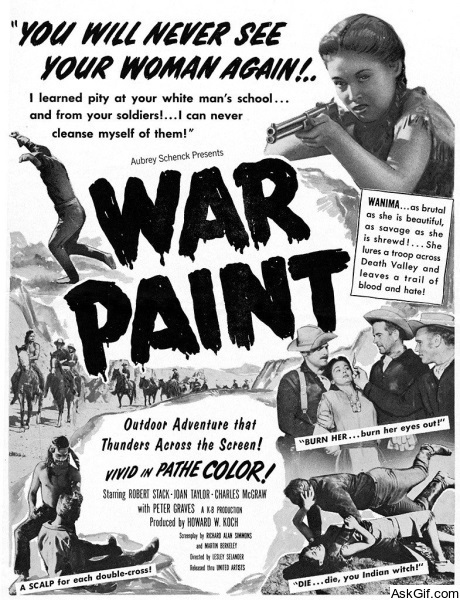 "YOU WILL NEVER SEE
YOUR WOMAN AGAIN!..
I learned pity at your white man's school...
and from your soldiers!...I can never
cleanse myself of them!"
Aubrey Schenck Presents
WAR
PAINT
WANIMA...as brutal
as she is beautiful,
as savage as she
is shrewd!...She
lures a troop across
Death Valley and
leaves a trail of
blood and hate!
"BURN HER...burn her eyes out!"
Outdoor Adventure that
Thunders Across the Screen!
VIVID IN PATHE COLOR!
Starring ROBERT STACK · JOAN TAYLOR · CHARLES McGRAW
with PETER GRAVES A K-B PRODUCTION
Produced by HOWARD W. KOCH
Screenplay by RICHARD ALAN SIMMONS
and MARTIN BERKELEY
Directed by LESLEY SELANDER
Released thru UNITED ARTISTS
A SCALP for each double-cross!
"DIE...die, you Indian witch!"
AskGif.com